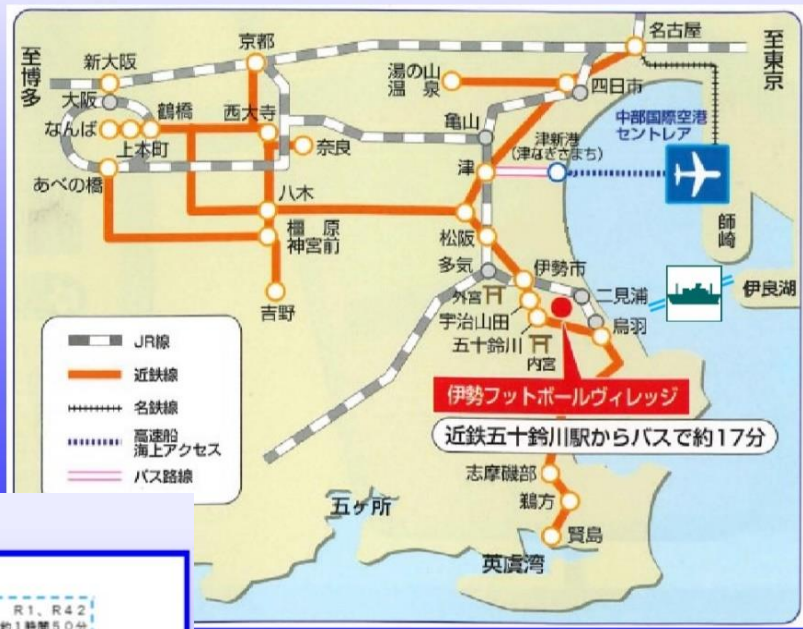 名古屋
至東京
至博多
新大阪
京都
大阪
鶴橋
西大寺
なんば
上本町
奈良
あべの橋
八木
橿原
神宮前
吉野
湯の山
温泉
四日市
亀山
津
津新港
(津なぎさまち)
中部国際空港
セントレア
師崎
松阪
多気
伊勢市
外宮
宇治山田
五十鈴川
内宮
二見浦
鳥羽
伊良湖
伊勢フットボールヴィレッジ
近鉄五十鈴川駅からバスで約17分
志摩磯部
鵜方
賢島
五ヶ所
英虞湾
JR線
近鉄線
名鉄線
高速船
海上アクセス
バス路線
R1、R42
約1時間50分